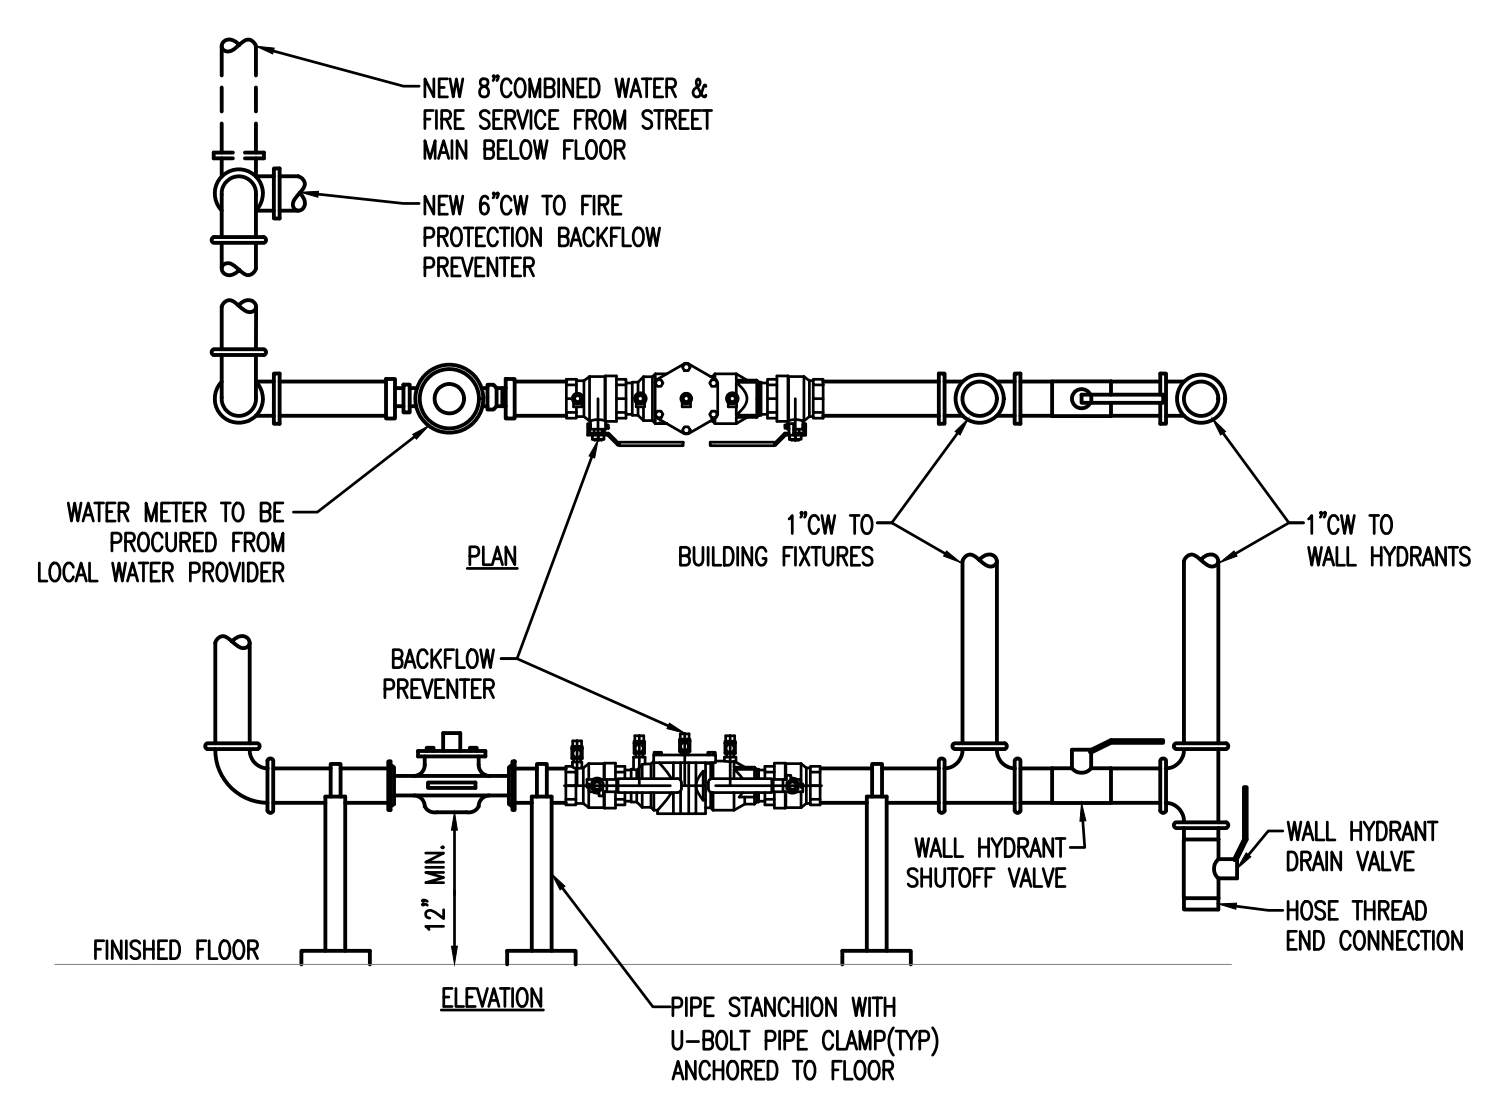 NEW 8"COMBINED WATER &
FIRE SERVICE FROM STREET
MAIN BELOW FLOOR
NEW 6"CW TO FIRE
PROTECTION BACKFLOW
PREVENTER
WATER METER TO BE
PROCURED FROM
LOCAL WATER PROVIDER
PLAN
1"CW TO
BUILDING FIXTURES
1"CW TO
WALL HYDRANTS
BACKFLOW
PREVENTER
12" MIN.
WALL HYDRANT
SHUTOFF VALVE
WALL HYDRANT
DRAIN VALVE
HOSE THREAD
END CONNECTION
FINISHED FLOOR
ELEVATION
PIPE STANCHION WITH
U-BOLT PIPE CLAMP(TYP)
ANCHORED TO FLOOR